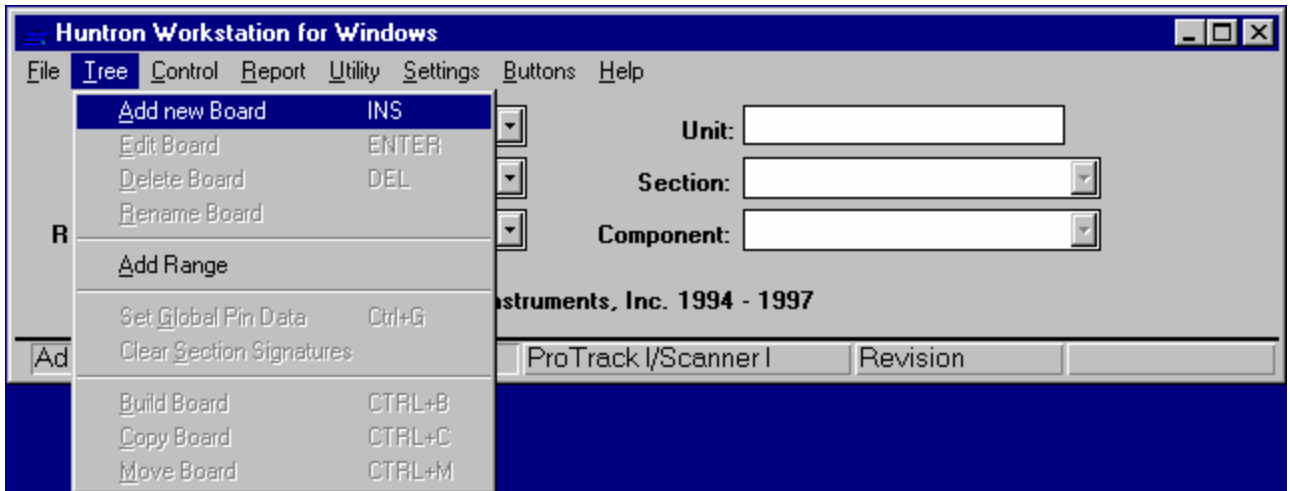 Huntron Workstation for Windows
File Tree Control Report Utility Settings Buttons Help
Add new Board INS
Edit Board ENTER
Delete Board DEL
Rename Board
Add Range
Set Global Pin Data Ctrl+G
Clear Section Signatures
Build Board CTRL+B
Copy Board CTRL+C
Move Board CTRL+M
Unit:
Section:
R
Component:
nstruments, Inc. 1994 - 1997
Ad ProTrack I/Scanner I Revision